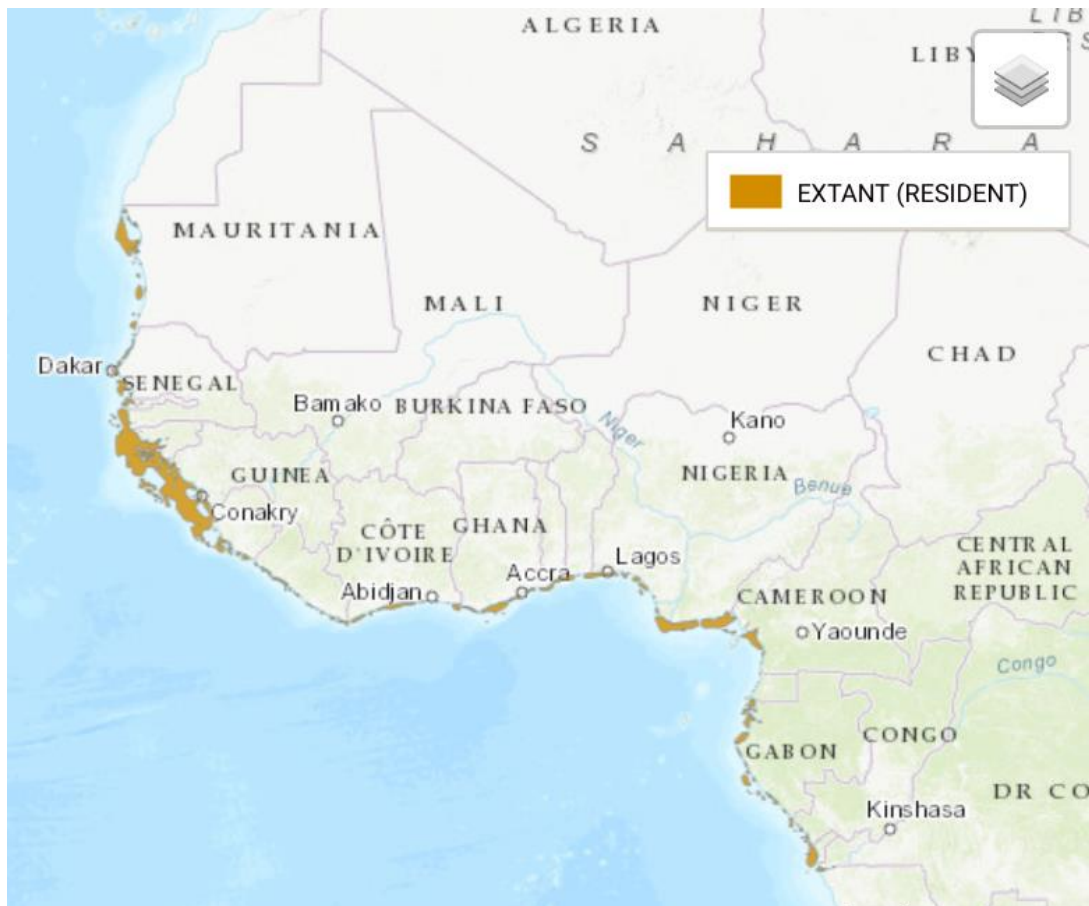 ALGERIA
LIB
LIBY
S A H A R A
EXTANT (RESIDENT)
MAURITANIA
MALI
NIGER
CHAD
Dakar
SENEGAL
Bamako
BURKINA FASO
Niger
Kano
GUINEA
NIGERIA
Benue
Conakry
CÔTE
D'IVOIRE
GHANA
Lagos
Accra
Abidjan
CENTRAL
AFRICAN
REPUBLIC
CAMEROON
Yaounde
Congo
GABON
CONGO
DR CO
Kinshasa